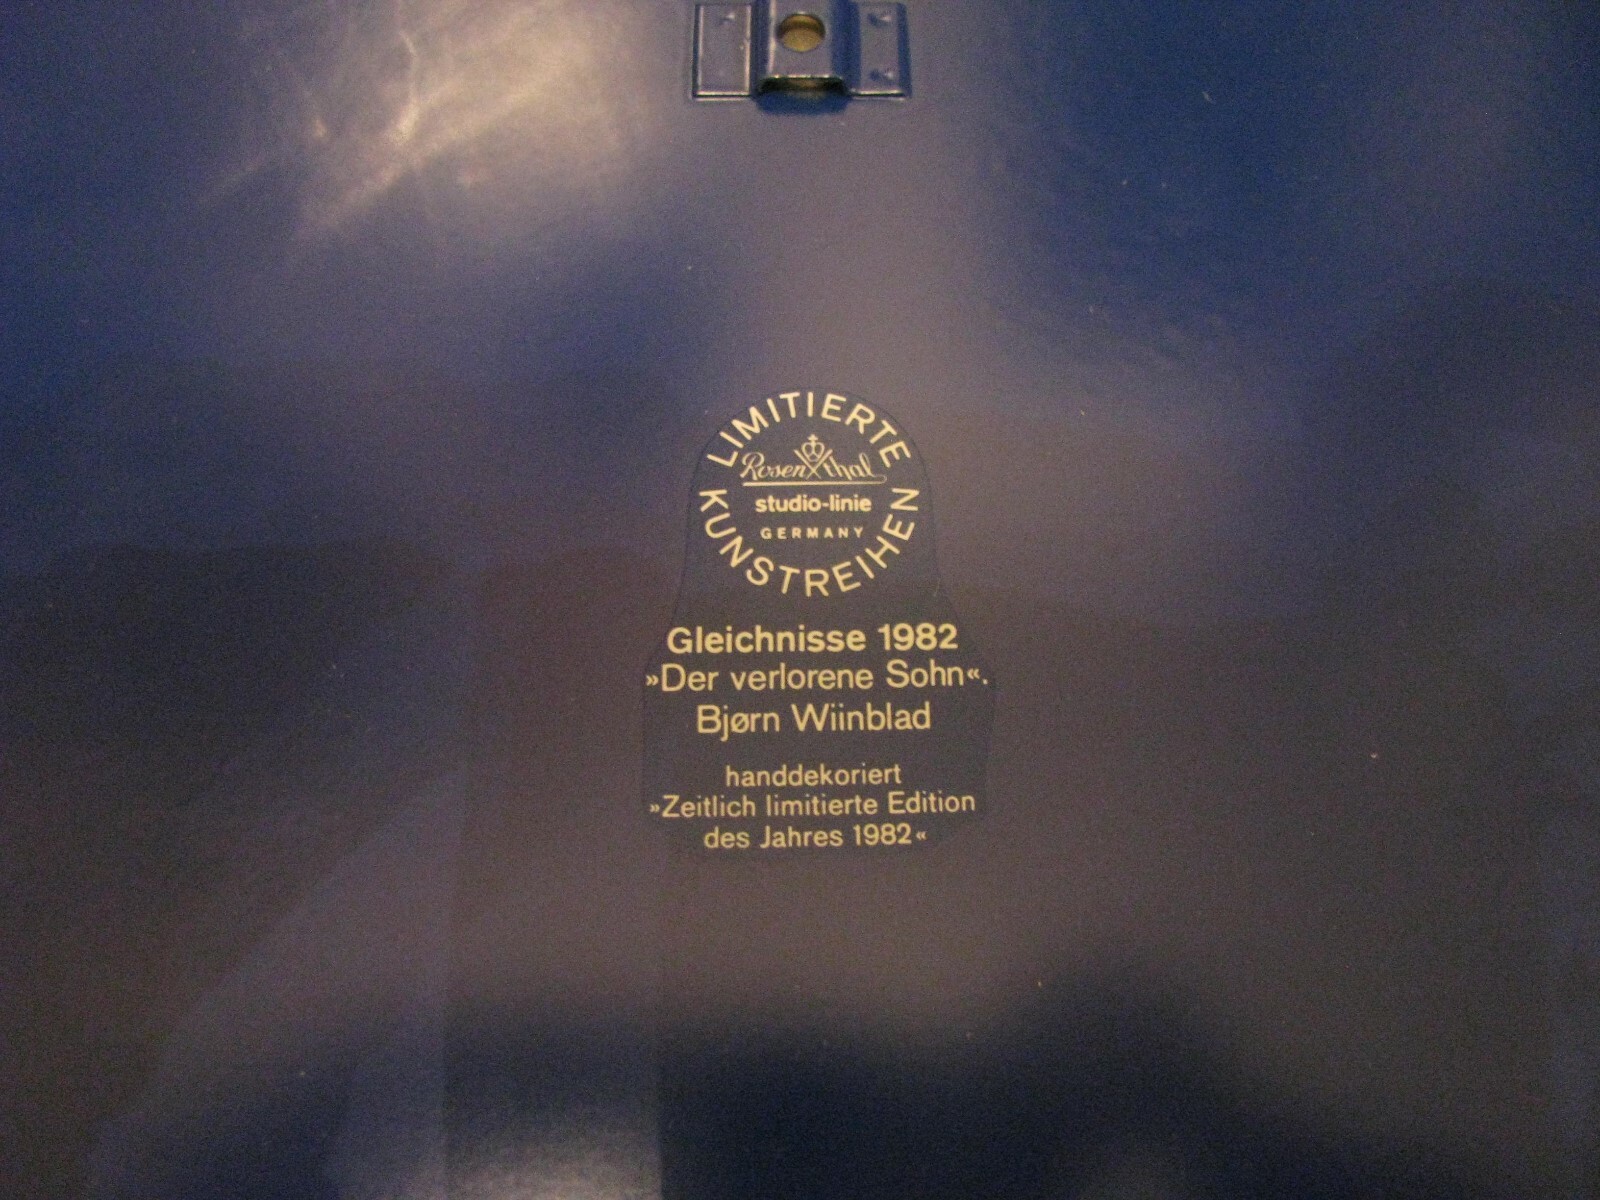 LIMITIERTE
Rosenthal
studio-linie
GERMANY
KUNSTREIHEN
Gleichnisse 1982
»Der verlorene Sohn«.
Bjørn Wiinblad
handdekoriert
»Zeitlich limitierte Edition
des Jahres 1982«